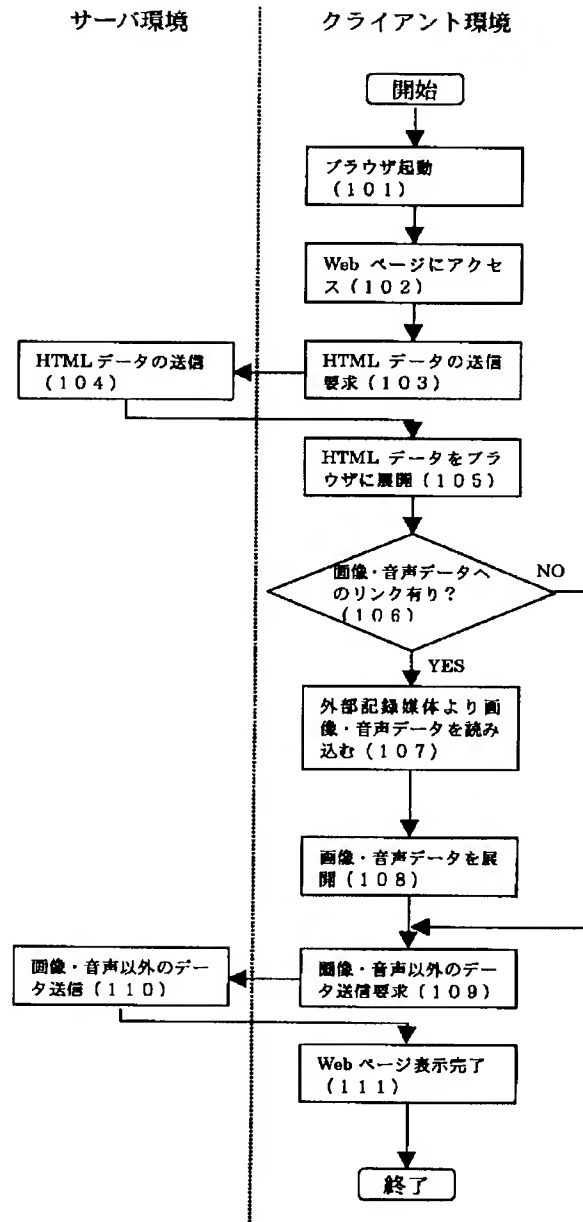 サーバ環境
クライアント環境
開始
ブラウザ起動
(101)
Web ページにアクセ
ス(102)
HTML データの送信
要求(103)
HTML データの送信
(104)
HTML データをブラウ
ザに展開(105)
画像・音声データへ
のリンク有り?
(106)
NO
YES
外部記録媒体より画
像・音声データを読み
込む(107)
画像・音声データを展
開(108)
画像・音声以外のデ
ータ送信要求(109)
画像・音声以外のデー
タ送信(110)
Web ページ表示完了
(111)
終了